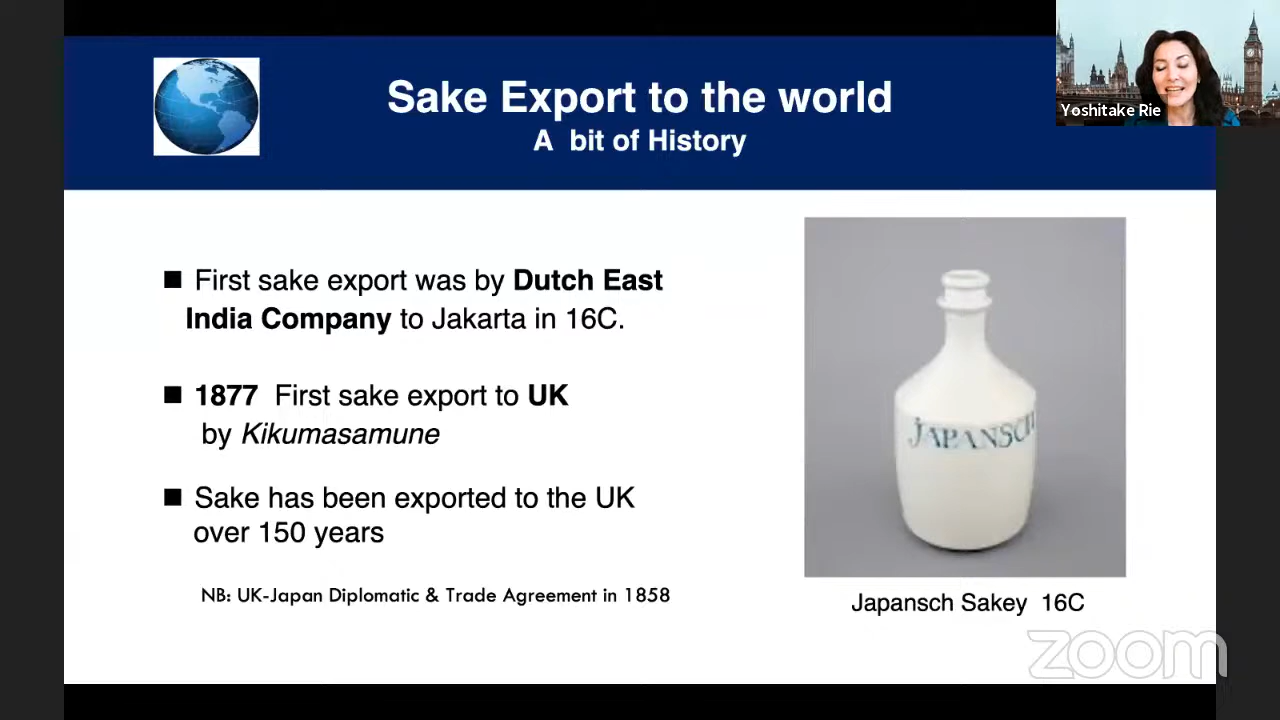 Sake Export to the world
A bit of History
Yoshitake Rie
■ First sake export was by Dutch East
India Company to Jakarta in 16C.
■ 1877 First sake export to UK
by Kikumasamune
■ Sake has been exported to the UK
over 150 years
NB: UK-Japan Diplomatic & Trade Agreement in 1858
JAPANSCH
Japansch Sakey 16C
zoom